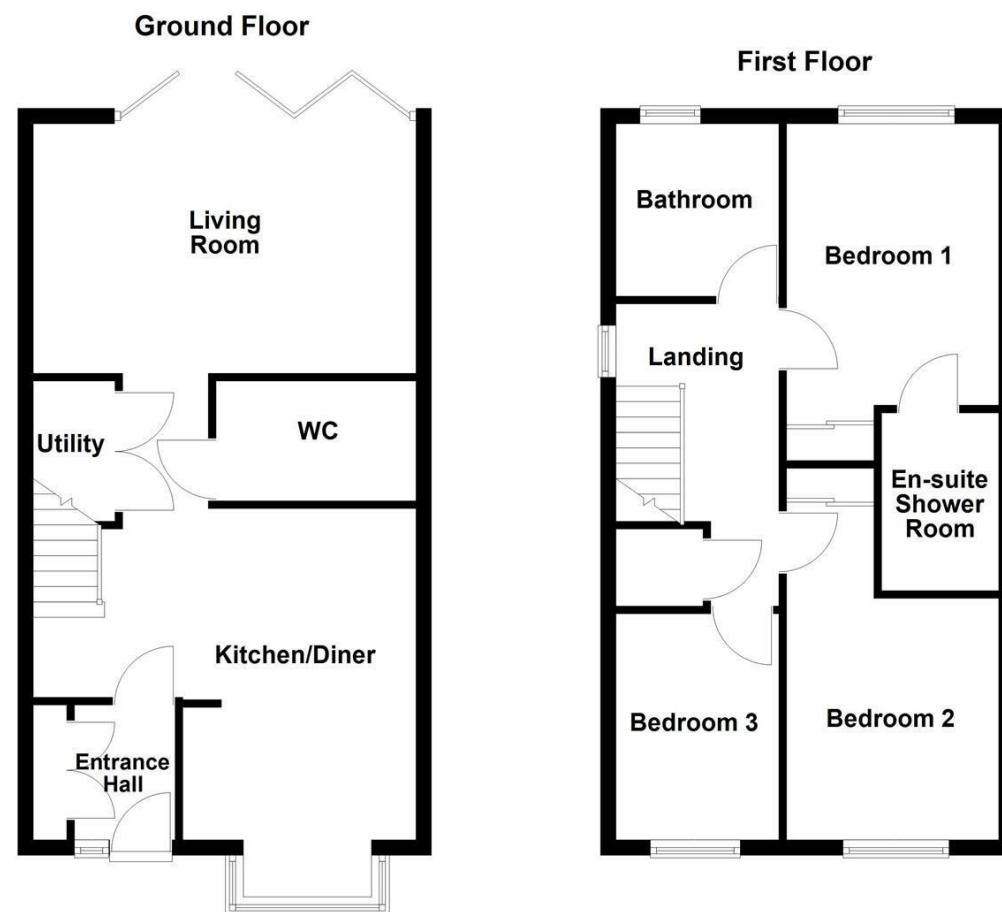 Ground Floor
Living
Room
Utility
WC
Kitchen/Diner
Entrance
Hall
First Floor
Bathroom
Bedroom 1
Landing
En-suite
Shower
Room
Bedroom 3
Bedroom 2